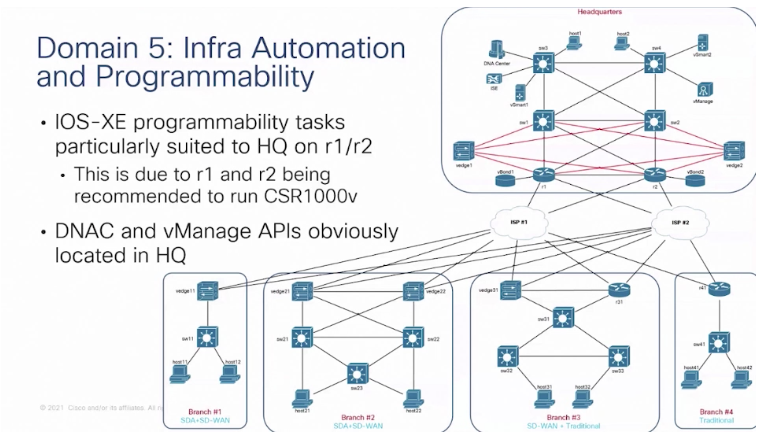 Domain 5: Infra Automation
and Programmability
• IOS-XE programmability tasks
particularly suited to HQ on r1/r2
• This is due to r1 and r2 being
recommended to run CSR1000v
• DNAC and vManage APIs obviously
located in HQ
Headquarters
host1
host2
sw3
sw4
vSmart2
DNA Center
ISE
vSmart1
vManage
sw1
sw2
vedge1
vedge2
vBond1
vBond2
r1
r2
ISP #1
ISP #2
vedge11
sw11
host11
host12
Branch #1
SDA+SD-WAN
vedge21
vedge22
sw21
sw22
sw23
host21
host22
Branch #2
SDA+SD-WAN
vedge31
r31
sw31
sw32
sw33
host31
host32
Branch #3
SD-WAN + Traditional
r41
sw41
host41
host42
Branch #4
Traditional
© 2021 Cisco and/or its affiliates. All